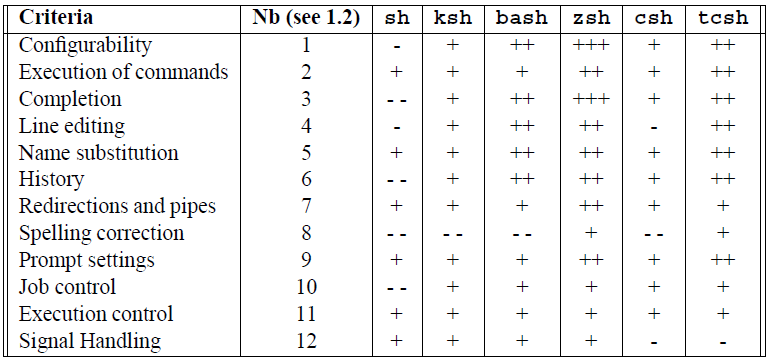 Criteria Nb (see 1.2) sh ksh bash zsh csh tcsh
Configurability 1 - + ++ +++ + ++
Execution of commands 2 + + + ++ + ++
Completion 3 - - + ++ +++ + ++
Line editing 4 - + ++ ++ - ++
Name substitution 5 + + ++ ++ + ++
History 6 - - + ++ ++ + ++
Redirections and pipes 7 + + + ++ + +
Spelling correction 8 - - - - - - + - - +
Prompt settings 9 + + + ++ + ++
Job control 10 - - + + + + +
Execution control 11 + + + + + +
Signal Handling 12 + + + + - -